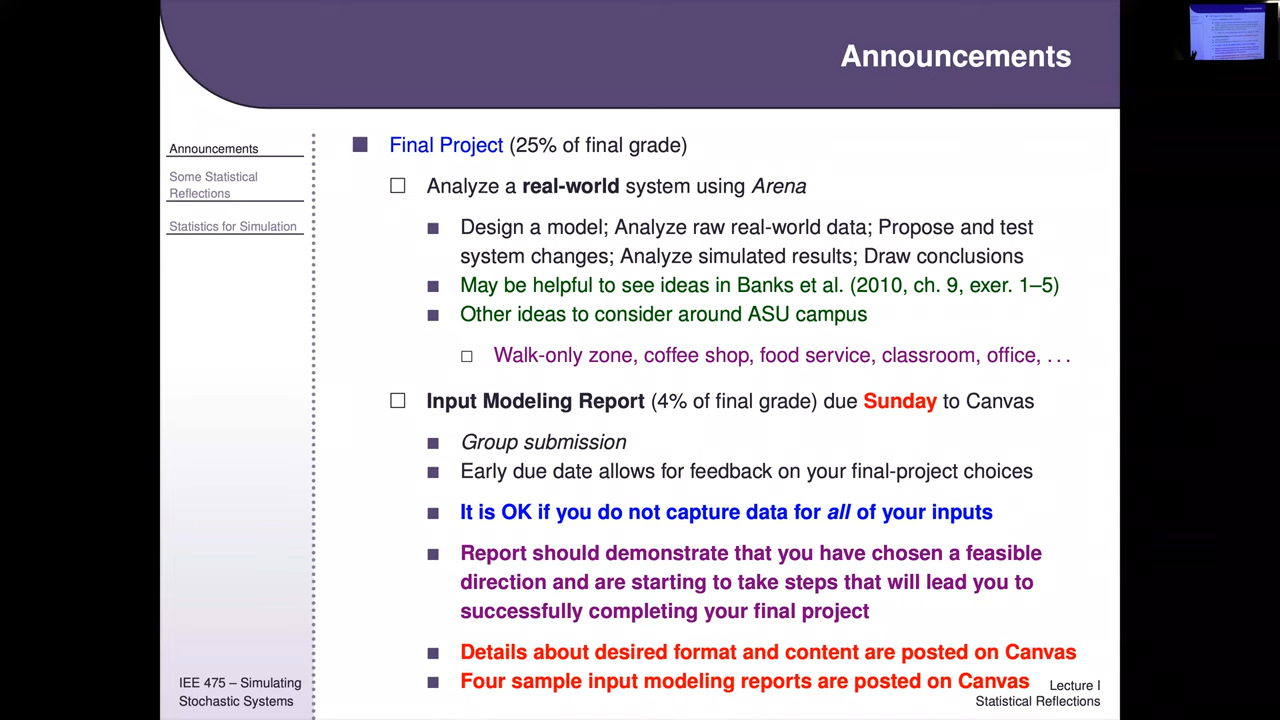 Announcements
Announcements
Some Statistical
Reflections
Statistics for Simulation
Final Project (25% of final grade)
Analyze a real-world system using Arena
Design a model; Analyze raw real-world data; Propose and test
system changes; Analyze simulated results; Draw conclusions
May be helpful to see ideas in Banks et al. (2010, ch. 9, exer. 1–5)
Other ideas to consider around ASU campus
Walk-only zone, coffee shop, food service, classroom, office, . . .
Input Modeling Report (4% of final grade) due Sunday to Canvas
Group submission
Early due date allows for feedback on your final-project choices
It is OK if you do not capture data for all of your inputs
Report should demonstrate that you have chosen a feasible
direction and are starting to take steps that will lead you to
successfully completing your final project
Details about desired format and content are posted on Canvas
Four sample input modeling reports are posted on Canvas
IEE 475 – Simulating
Stochastic Systems
Lecture I
Statistical Reflections